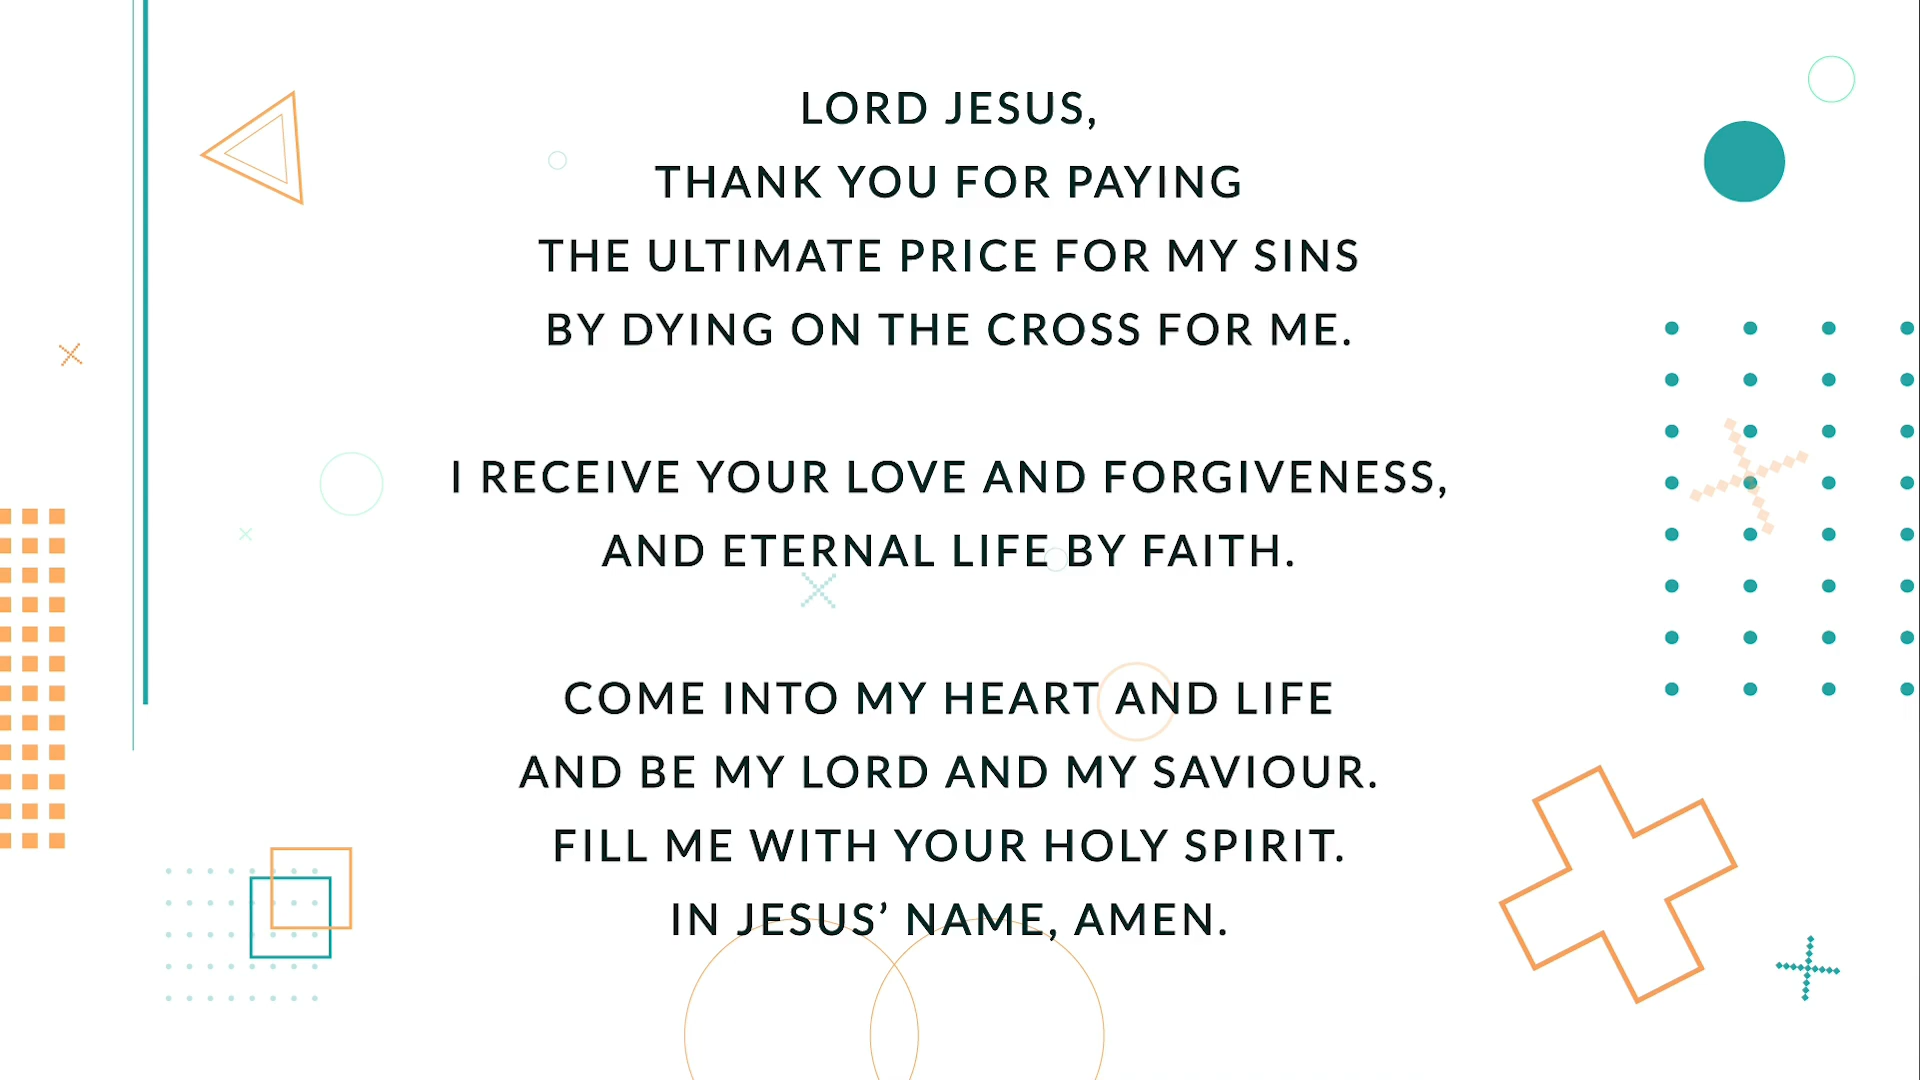 LORD JESUS,
THANK YOU FOR PAYING
THE ULTIMATE PRICE FOR MY SINS
BY DYING ON THE CROSS FOR ME.
I RECEIVE YOUR LOVE AND FORGIVENESS,
AND ETERNAL LIFE BY FAITH.
COME INTO MY HEART AND LIFE
AND BE MY LORD AND MY SAVIOUR.
FILL ME WITH YOUR HOLY SPIRIT.
IN JESUS’ NAME, AMEN.